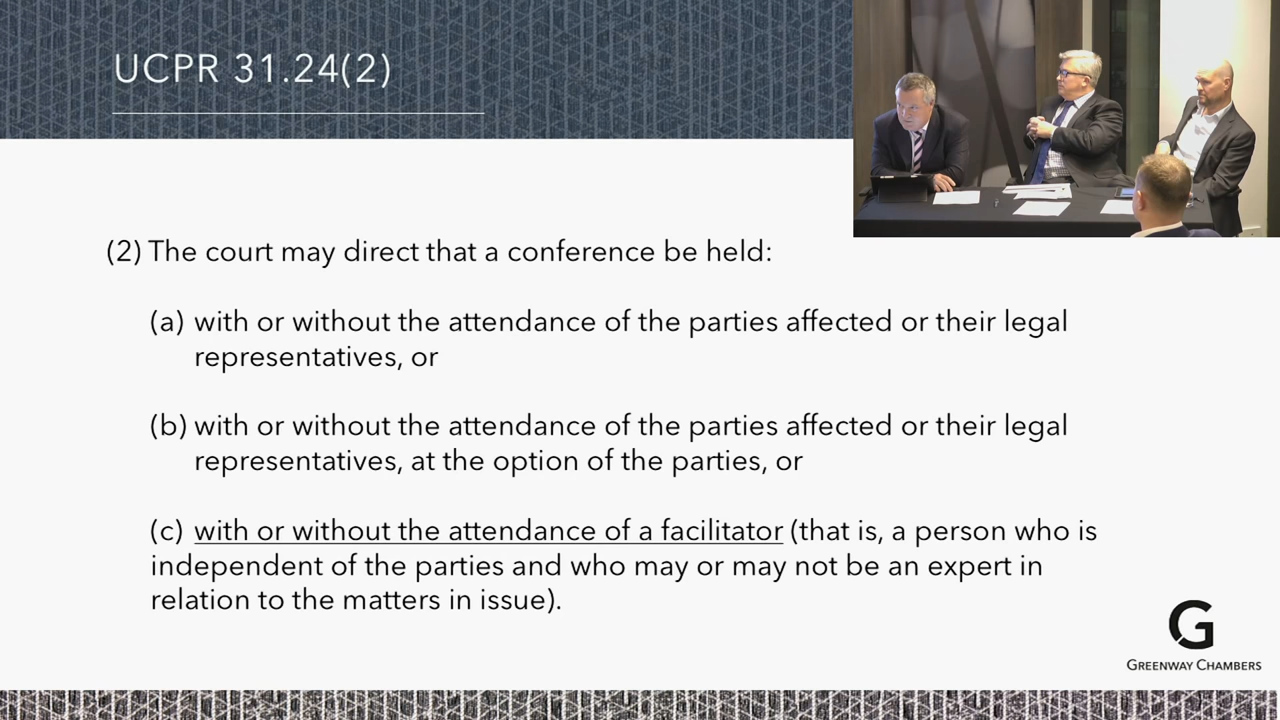 UCPR 31.24(2)
(2) The court may direct that a conference be held:
(a) with or without the attendance of the parties affected or their legal
representatives, or
(b) with or without the attendance of the parties affected or their legal
representatives, at the option of the parties, or
(c) with or without the attendance of a facilitator (that is, a person who is
independent of the parties and who may or may not be an expert in
relation to the matters in issue).
G
GREENWAY CHAMBERS